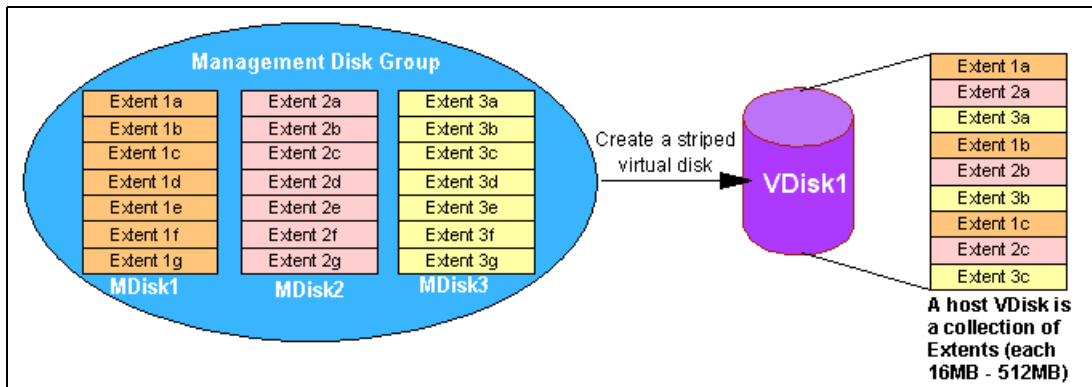 Management Disk Group
Extent 1a
Extent 1b
Extent 1c
Extent 1d
Extent 1e
Extent 1f
Extent 1g
MDisk1
Extent 2a
Extent 2b
Extent 2c
Extent 2d
Extent 2e
Extent 2f
Extent 2g
MDisk2
Extent 3a
Extent 3b
Extent 3c
Extent 3d
Extent 3e
Extent 3f
Extent 3g
MDisk3
Create a striped
virtual disk
VDisk1
Extent 1a
Extent 2a
Extent 3a
Extent 1b
Extent 2b
Extent 3b
Extent 1c
Extent 2c
Extent 3c
A host VDisk is
a collection of
Extents (each
16MB - 512MB)